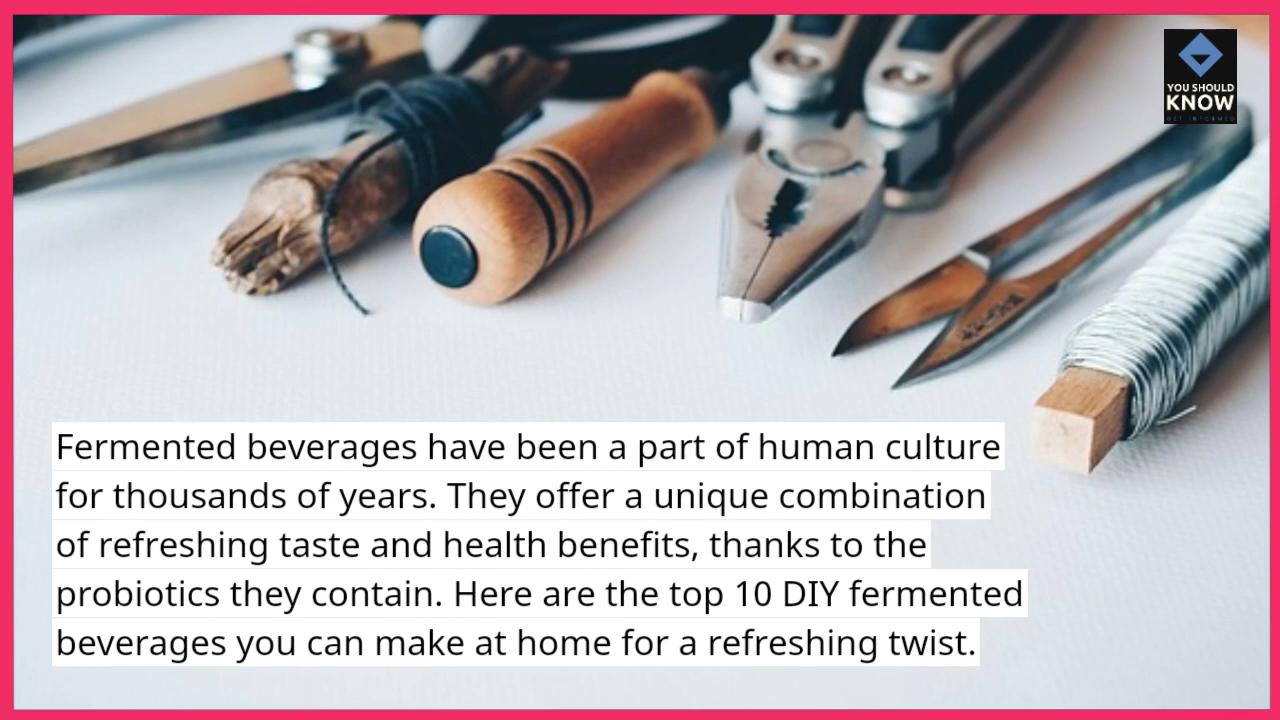 YOU SHOULD
KNOW
GET INFORMED
Fermented beverages have been a part of human culture
for thousands of years. They offer a unique combination
of refreshing taste and health benefits, thanks to the
probiotics they contain. Here are the top 10 DIY fermented
beverages you can make at home for a refreshing twist.